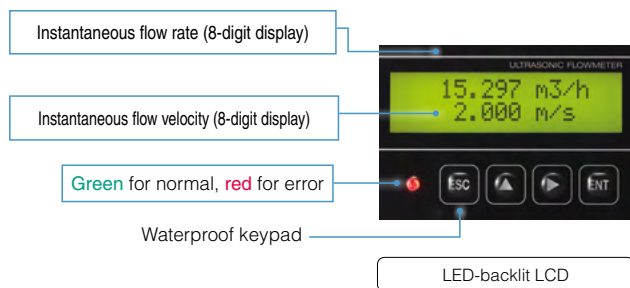 Instantaneous flow rate (8-digit display)
ULTRASONIC FLOWMETER
15.297 m3/h
Instantaneous flow velocity (8-digit display)
2.000 m/s
Green for normal, red for error
ESC
ENT
Waterproof keypad
LED-backlit LCD